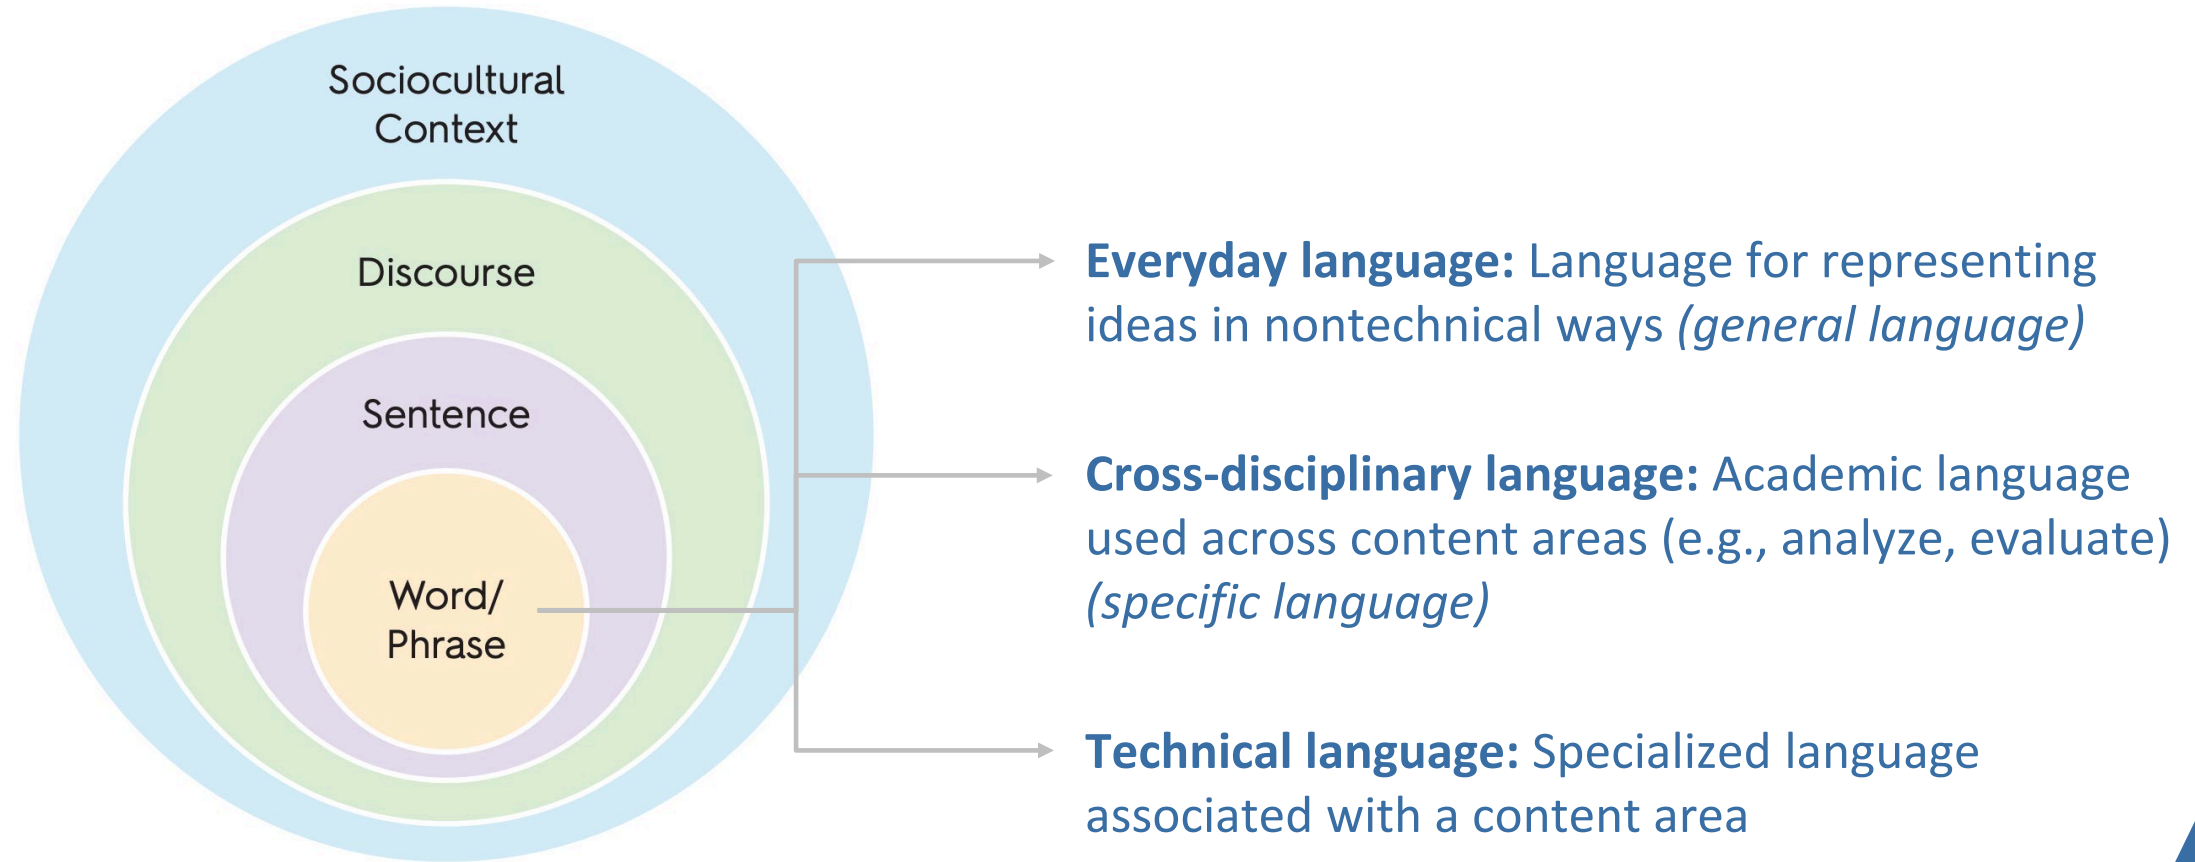 Sociocultural
Context
Discourse
Sentence
Word/
Phrase
Everyday language: Language for representing
ideas in nontechnical ways (general language)
Cross-disciplinary language: Academic language
used across content areas (e.g., analyze, evaluate)
(specific language)
Technical language: Specialized language
associated with a content area